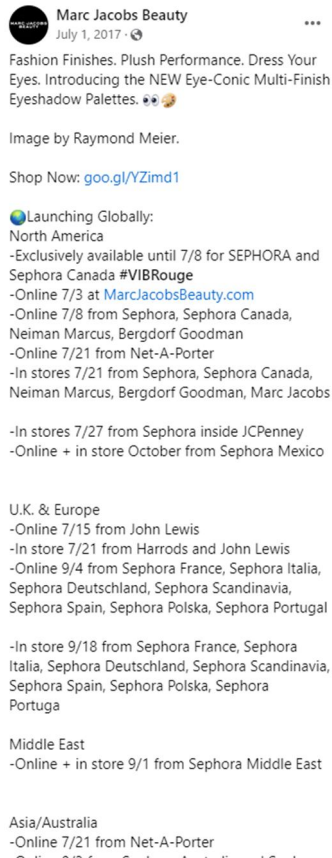 MARC JACOBS
BEAUTY
Marc Jacobs Beauty
July 1, 2017 ·
Fashion Finishes. Plush Performance. Dress Your
Eyes. Introducing the NEW Eye-Conic Multi-Finish
Eyeshadow Palettes. 👀
Image by Raymond Meier.
Shop Now: goo.gl/YZimd1
🌏Launching Globally:
North America
-Exclusively available until 7/8 for SEPHORA and
Sephora Canada #VIBRouge
-Online 7/3 at MarcJacobsBeauty.com
-Online 7/8 from Sephora, Sephora Canada,
Neiman Marcus, Bergdorf Goodman
-Online 7/21 from Net-A-Porter
-In stores 7/21 from Sephora, Sephora Canada,
Neiman Marcus, Bergdorf Goodman, Marc Jacobs
-In stores 7/27 from Sephora inside JCPenney
-Online + in store October from Sephora Mexico
U.K. & Europe
-Online 7/15 from John Lewis
-In store 7/21 from Harrods and John Lewis
-Online 9/4 from Sephora France, Sephora Italia,
Sephora Deutschland, Sephora Scandinavia,
Sephora Spain, Sephora Polska, Sephora Portugal
-In store 9/18 from Sephora France, Sephora
Italia, Sephora Deutschland, Sephora Scandinavia,
Sephora Spain, Sephora Polska, Sephora
Portuga
Middle East
-Online + in store 9/1 from Sephora Middle East
Asia/Australia
-Online 7/21 from Net-A-Porter